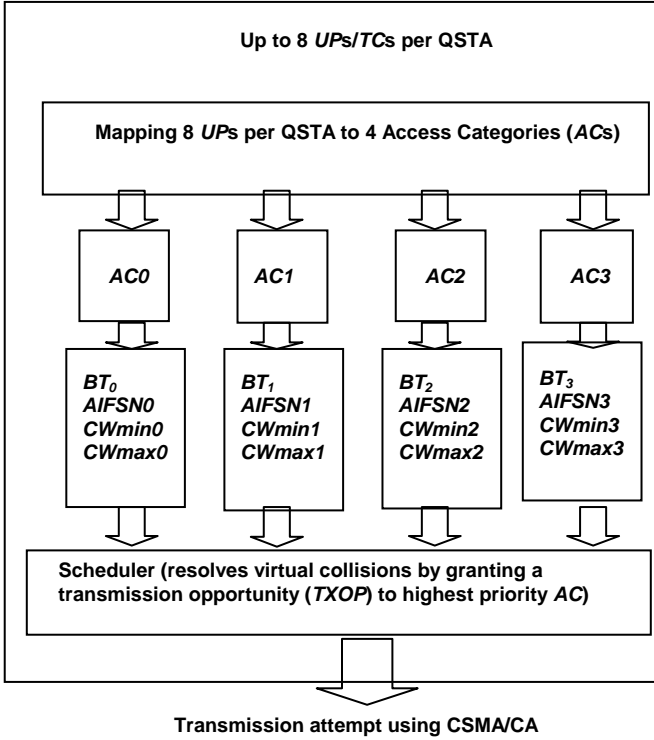 Up to 8 UPs/TCs per QSTA
Mapping 8 UPs per QSTA to 4 Access Categories (ACs)
AC0 AC1 AC2 AC3
BT₀ BT₁ BT₂ BT₃
AIFSN0 AIFSN1 AIFSN2 AIFSN3
CWmin0 CWmin1 CWmin2 CWmin3
CWmax0 CWmax1 CWmax2 CWmax3
Scheduler (resolves virtual collisions by granting a
transmission opportunity (TXOP) to highest priority AC)
Transmission attempt using CSMA/CA